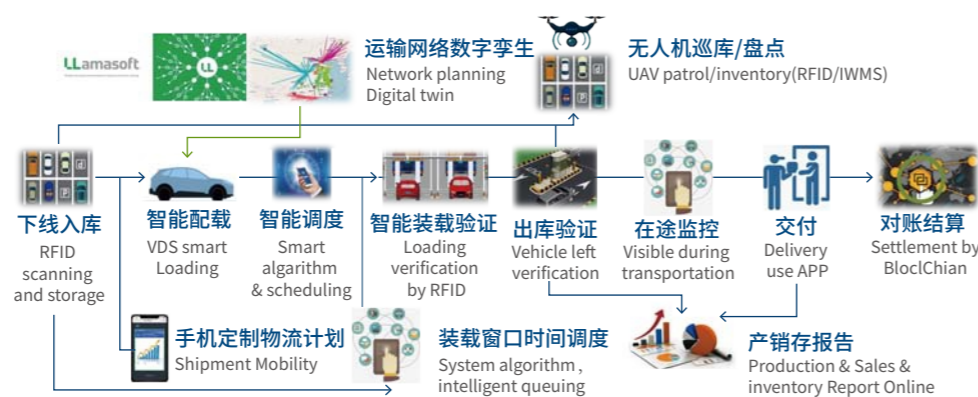 LLamasoft
运输网络数字孪生
Network planning
Digital twin
无人机巡库/盘点
UAV patrol/inventory(RFID/IWMS)
下线入库
RFID
scanning
and storage
智能配载
VDS smart
Loading
智能调度
Smart
algarithm
& scheduling
智能装载验证
Loading
verification
by RFID
出库验证
Vehicle left
verification
在途监控
Visible during
transportation
交付
Delivery
use APP
对账结算
Settlement by
BloclChian
手机定制物流计划
Shipment Mobility
装载窗口时间调度
System algorithm ,
intelligent queuing
产销存报告
Production & Sales &
inventory Report Online